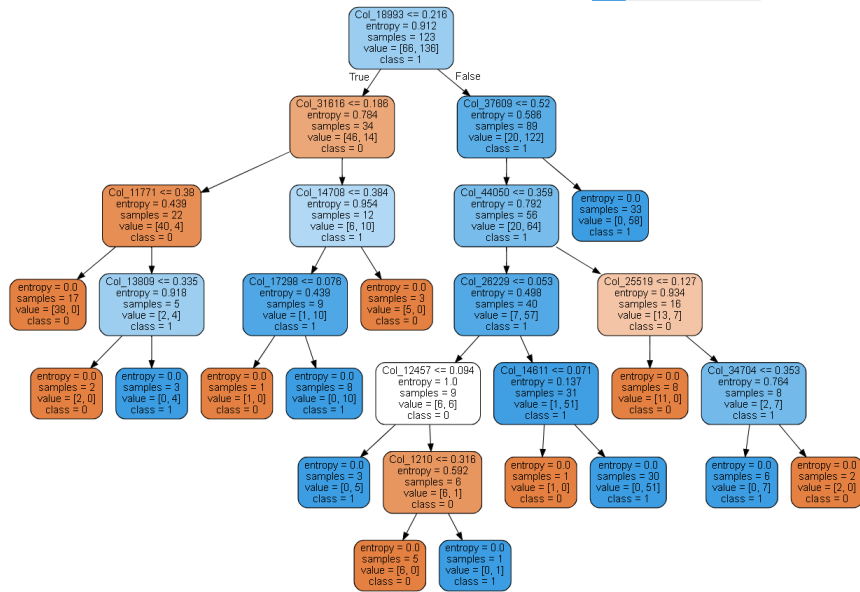 Col_18993 <= 0.216
entropy = 0.912
samples = 123
value = [66, 136]
class = 1
True
False
Col_31616 <= 0.186
entropy = 0.784
samples = 34
value = [46, 14]
class = 0
Col_37609 <= 0.52
entropy = 0.586
samples = 89
value = [20, 122]
class = 1
Col_11771 <= 0.38
entropy = 0.439
samples = 22
value = [40, 4]
class = 0
Col_14708 <= 0.384
entropy = 0.954
samples = 12
value = [6, 10]
class = 1
Col_44050 <= 0.359
entropy = 0.792
samples = 56
value = [20, 64]
class = 1
entropy = 0.0
samples = 33
value = [0, 58]
class = 1
entropy = 0.0
samples = 17
value = [38, 0]
class = 0
Col_13809 <= 0.335
entropy = 0.918
samples = 5
value = [2, 4]
class = 1
Col_17298 <= 0.076
entropy = 0.439
samples = 9
value = [1, 10]
class = 1
entropy = 0.0
samples = 3
value = [5, 0]
class = 0
Col_26229 <= 0.053
entropy = 0.498
samples = 40
value = [7, 57]
class = 1
Col_25519 <= 0.127
entropy = 0.934
samples = 16
value = [13, 7]
class = 0
entropy = 0.0
samples = 2
value = [2, 0]
class = 0
entropy = 0.0
samples = 3
value = [0, 4]
class = 1
entropy = 0.0
samples = 1
value = [1, 0]
class = 0
entropy = 0.0
samples = 8
value = [0, 10]
class = 1
Col_12457 <= 0.094
entropy = 1.0
samples = 9
value = [6, 6]
class = 0
Col_14611 <= 0.071
entropy = 0.137
samples = 31
value = [1, 51]
class = 1
entropy = 0.0
samples = 8
value = [11, 0]
class = 0
Col_34704 <= 0.353
entropy = 0.764
samples = 8
value = [2, 7]
class = 1
entropy = 0.0
samples = 3
value = [0, 5]
class = 1
Col_1210 <= 0.316
entropy = 0.592
samples = 6
value = [6, 1]
class = 0
entropy = 0.0
samples = 1
value = [1, 0]
class = 0
entropy = 0.0
samples = 30
value = [0, 51]
class = 1
entropy = 0.0
samples = 6
value = [0, 7]
class = 1
entropy = 0.0
samples = 2
value = [2, 0]
class = 0
entropy = 0.0
samples = 5
value = [6, 0]
class = 0
entropy = 0.0
samples = 1
value = [0, 1]
class = 1